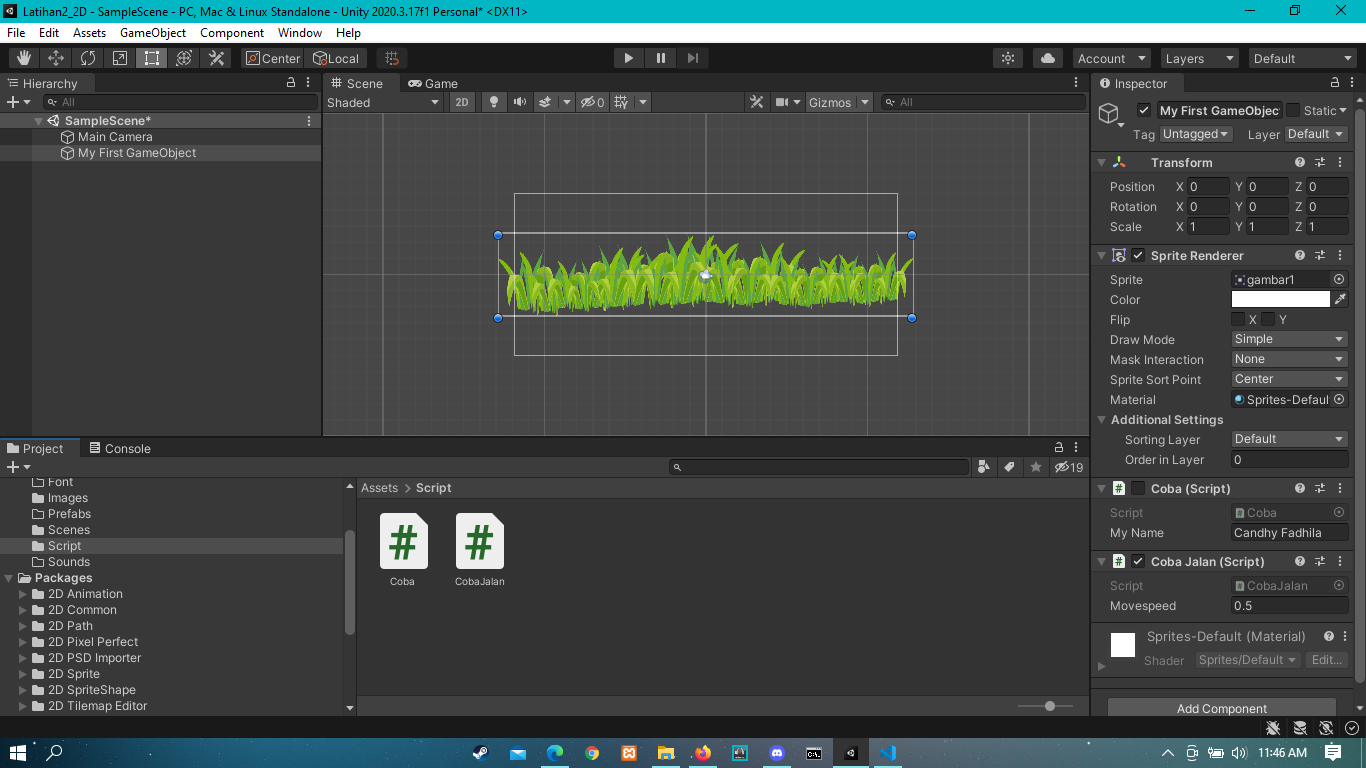 Latihan2_2D - SampleScene - PC, Mac & Linux Standalone - Unity 2020.3.17f1 Personal* <DX11>
File Edit Assets GameObject Component Window Help
Center Local Account Layers Default
Hierarchy
All
SampleScene*
Main Camera
My First GameObject
Scene Game
Shaded 2D 0 Gizmos All
Inspector
My First GameObjec Static
Tag Untagged Layer Default
Transform
Position X 0 Y 0 Z 0
Rotation X 0 Y 0 Z 0
Scale X 1 Y 1 Z 1
Sprite Renderer
Sprite gambar1
Color
Flip X Y
Draw Mode Simple
Mask Interaction None
Sprite Sort Point Center
Material Sprites-Defaul
Additional Settings
Sorting Layer Default
Order in Layer 0
# Coba (Script)
Script # Coba
My Name Candhy Fadhila
# Coba Jalan (Script)
Script # CobaJalan
Movespeed 0.5
Sprites-Default (Material)
Shader Sprites/Default Edit...
Add Component
Project Console
19
Font
Images
Prefabs
Scenes
Script
Sounds
Packages
2D Animation
2D Common
2D Path
2D Pixel Perfect
2D PSD Importer
2D Sprite
2D SpriteShape
2D Tilemap Editor
Assets > Script
# #
Coba CobaJalan
11:46 AM